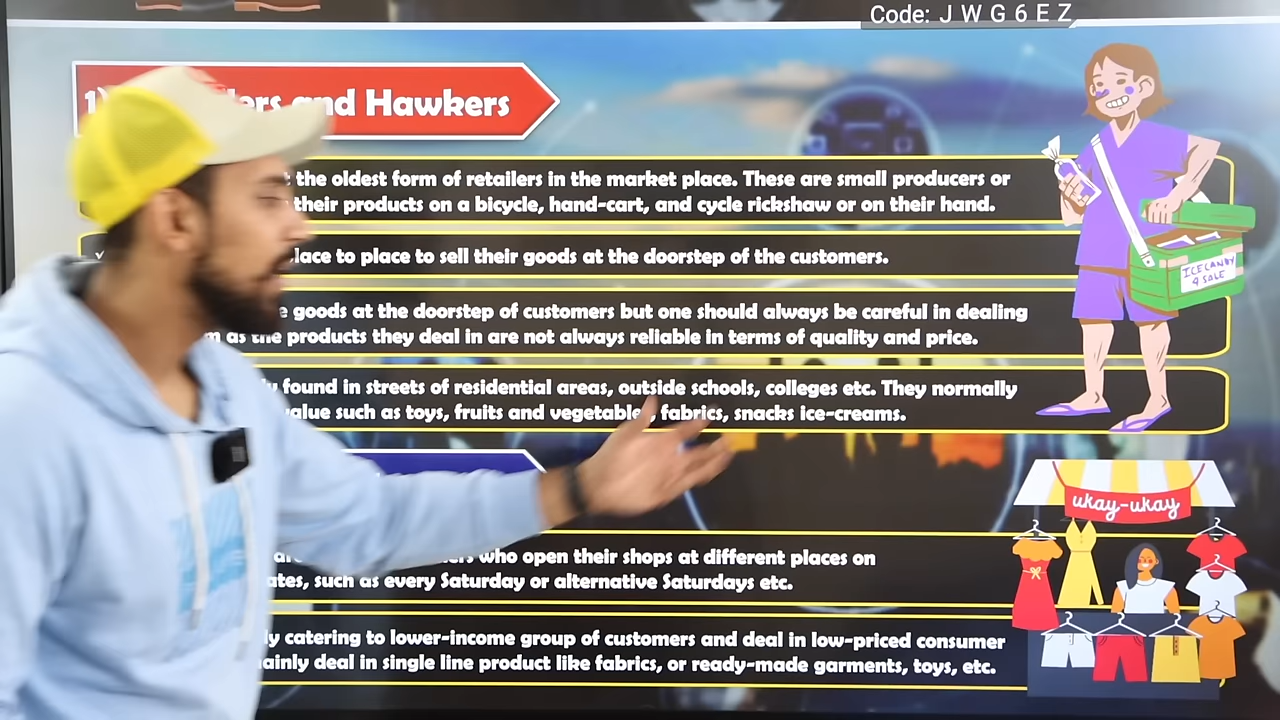 Code: J W G 6 E Z
1) and Hawkers
the oldest form of retailers in the market place. These are small producers or
their products on a bicycle, hand-cart, and cycle rickshaw or on their hand.
place to place to sell their goods at the doorstep of the customers.
goods at the doorstep of customers but one should always be careful in dealing
as the products they deal in are not always reliable in terms of quality and price.
found in streets of residential areas, outside schools, colleges etc. They normally
value such as toys, fruits and vegetables, fabrics, snacks ice-creams.
ICE CANDY
4 SALE
ukay-ukay
who open their shops at different places on
such as every Saturday or alternative Saturdays etc.
catering to lower-income group of customers and deal in low-priced consumer
mainly deal in single line product like fabrics, or ready-made garments, toys, etc.